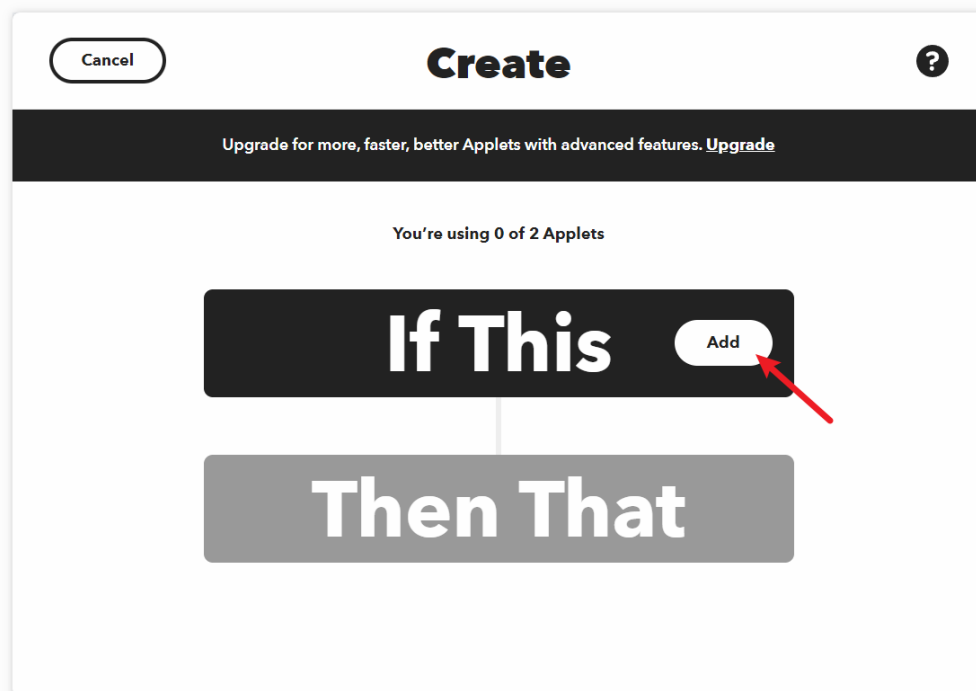 Cancel
Create
?
Upgrade for more, faster, better Applets with advanced features. Upgrade
You’re using 0 of 2 Applets
If This
Add
Then That